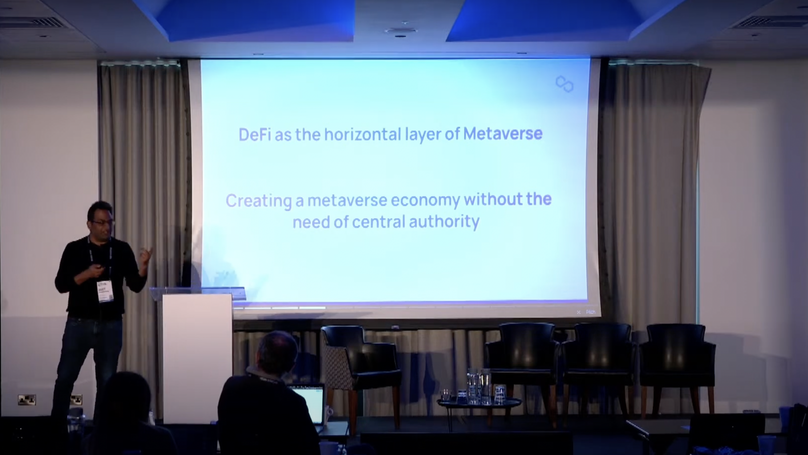 DeFi as the horizontal layer of Metaverse
Creating a metaverse economy without the
need of central authority